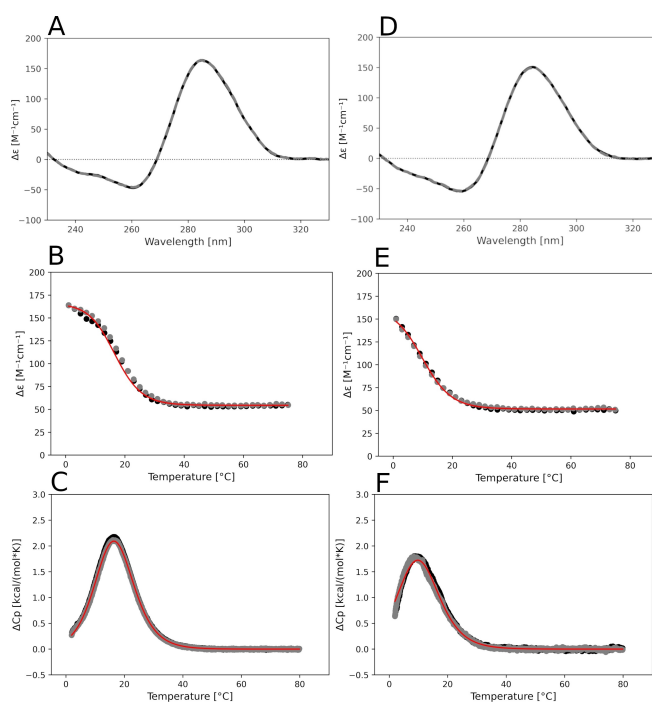 A
200
150
100
50
0
−50
−100
Δε [M⁻¹cm⁻¹]
240 260 280 300 320
Wavelength [nm]
D
200
150
100
50
0
−50
−100
Δε [M⁻¹cm⁻¹]
240 260 280 300 320
Wavelength [nm]
B
200
175
150
125
100
75
50
25
0
Δε [M⁻¹cm⁻¹]
0 20 40 60 80
Temperature [°C]
E
200
175
150
125
100
75
50
25
0
Δε [M⁻¹cm⁻¹]
0 20 40 60 80
Temperature [°C]
C
3.0
2.5
2.0
1.5
1.0
0.5
0.0
−0.5
ΔCp [kcal/(mol*K)]
0 20 40 60 80
Temperature [°C]
F
3.0
2.5
2.0
1.5
1.0
0.5
0.0
−0.5
ΔCp [kcal/(mol*K)]
0 20 40 60 80
Temperature [°C]